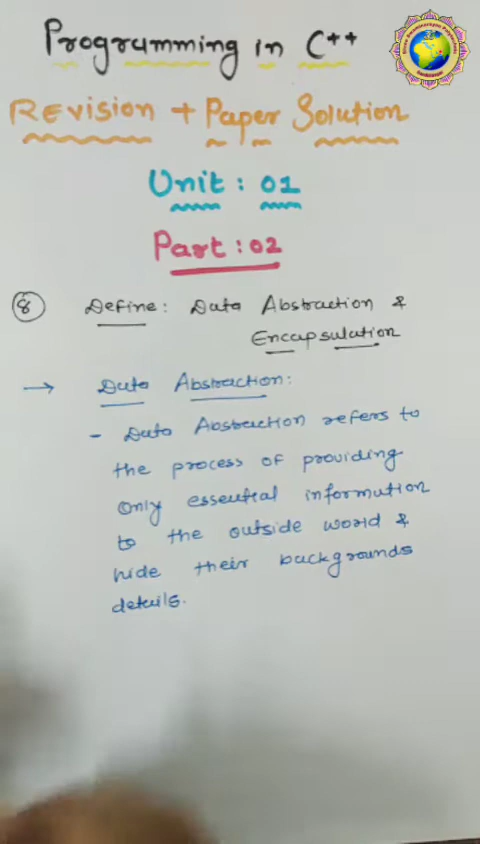 Programming in C++
REvision + Paper Solution
Unit : 01
Part : 02
8 Define: Data Abstraction &
Encapsulation
→ Data Abstraction:
- Data Abstraction refers to
the process of providing
only essential information
to the outside world &
hide their backgrounds
details.